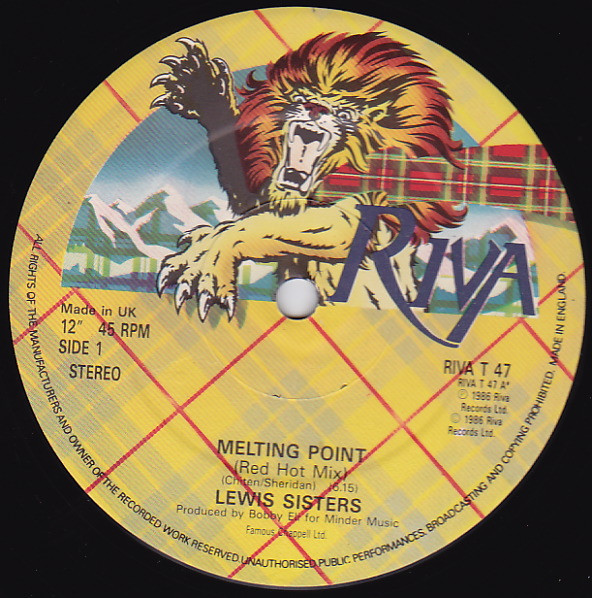 RIVA
Made in UK
12" 45 RPM
SIDE 1
STEREO
RIVA T 47
RIVA T 47 A*
℗ 1986 Riva
Records Ltd.
© 1986 Riva
Records Ltd.
MELTING POINT
(Red Hot Mix)
(Chiten/Sheridan) (6.15)
LEWIS SISTERS
Produced by Bobby Eli for Minder Music
Famous Chappell Ltd.
ALL RIGHTS OF THE MANUFACTURERS AND OWNER OF THE RECORDED WORK RESERVED. UNAUTHORISED PUBLIC PERFORMANCES, BROADCASTING AND COPYING PROHIBITED. MADE IN ENGLAND